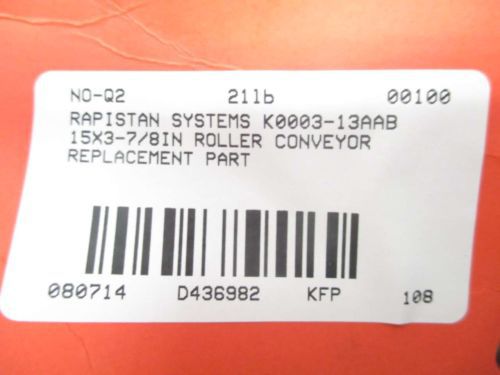 NO-Q2 211b 00100
RAPISTAN SYSTEMS K0003-13AAB
15X3-7/8IN ROLLER CONVEYOR
REPLACEMENT PART
080714 D436982 KFP 108